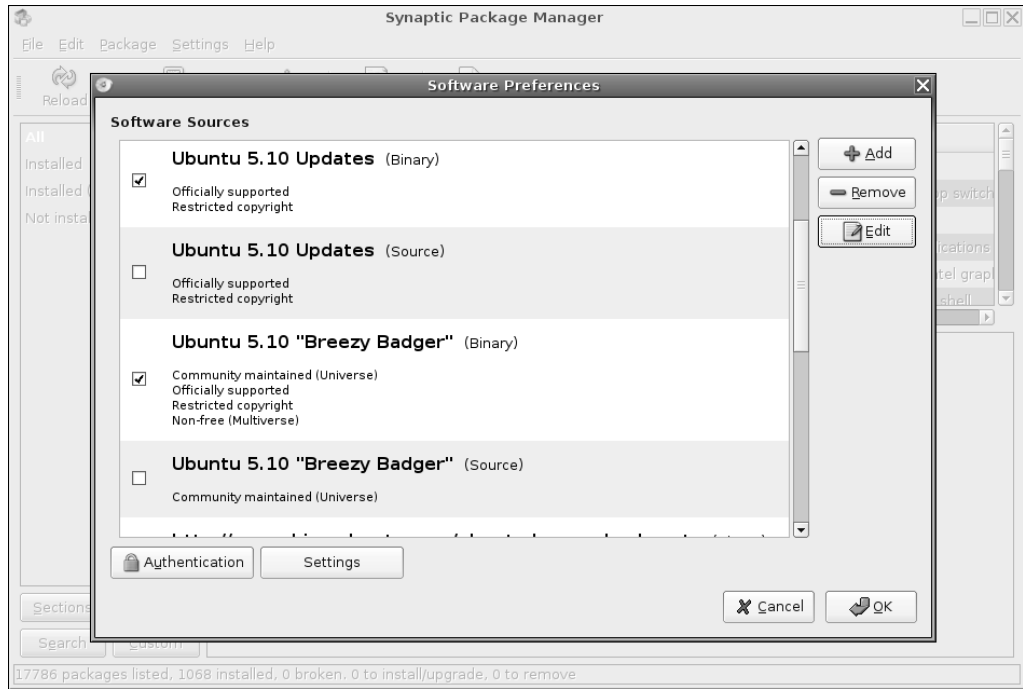 Synaptic Package Manager
File Edit Package Settings Help
Reload
Software Preferences
Software Sources
All
Installed
Installed (
Not instal
Ubuntu 5.10 Updates (Binary)
Officially supported
Restricted copyright
Ubuntu 5.10 Updates (Source)
Officially supported
Restricted copyright
Ubuntu 5.10 "Breezy Badger" (Binary)
Community maintained (Universe)
Officially supported
Restricted copyright
Non-free (Multiverse)
Ubuntu 5.10 "Breezy Badger" (Source)
Community maintained (Universe)
Add
Remove
Edit
op switch
ications
tel grap
shell
Authentication Settings
Cancel OK
Sections
Search Custom
17786 packages listed, 1068 installed, 0 broken. 0 to install/upgrade, 0 to remove